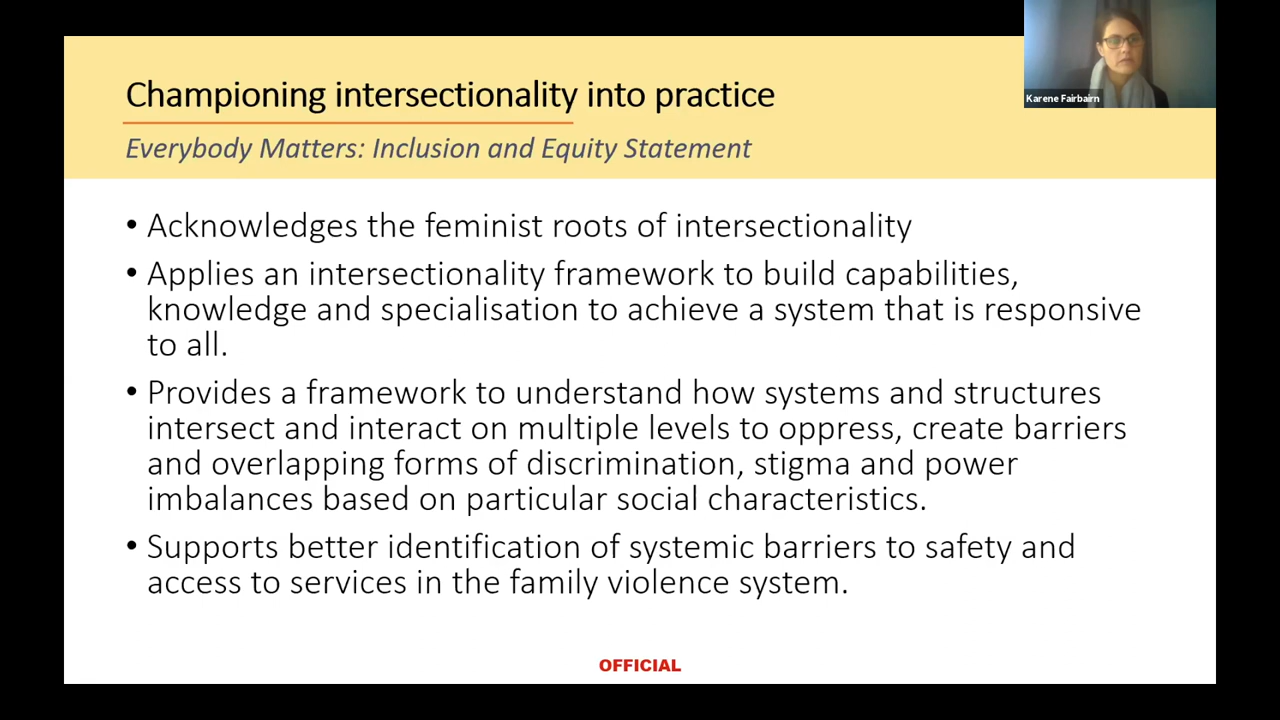 Karene Fairbairn
Championing intersectionality into practice
Everybody Matters: Inclusion and Equity Statement
• Acknowledges the feminist roots of intersectionality
• Applies an intersectionality framework to build capabilities,
knowledge and specialisation to achieve a system that is responsive
to all.
• Provides a framework to understand how systems and structures
intersect and interact on multiple levels to oppress, create barriers
and overlapping forms of discrimination, stigma and power
imbalances based on particular social characteristics.
• Supports better identification of systemic barriers to safety and
access to services in the family violence system.
OFFICIAL